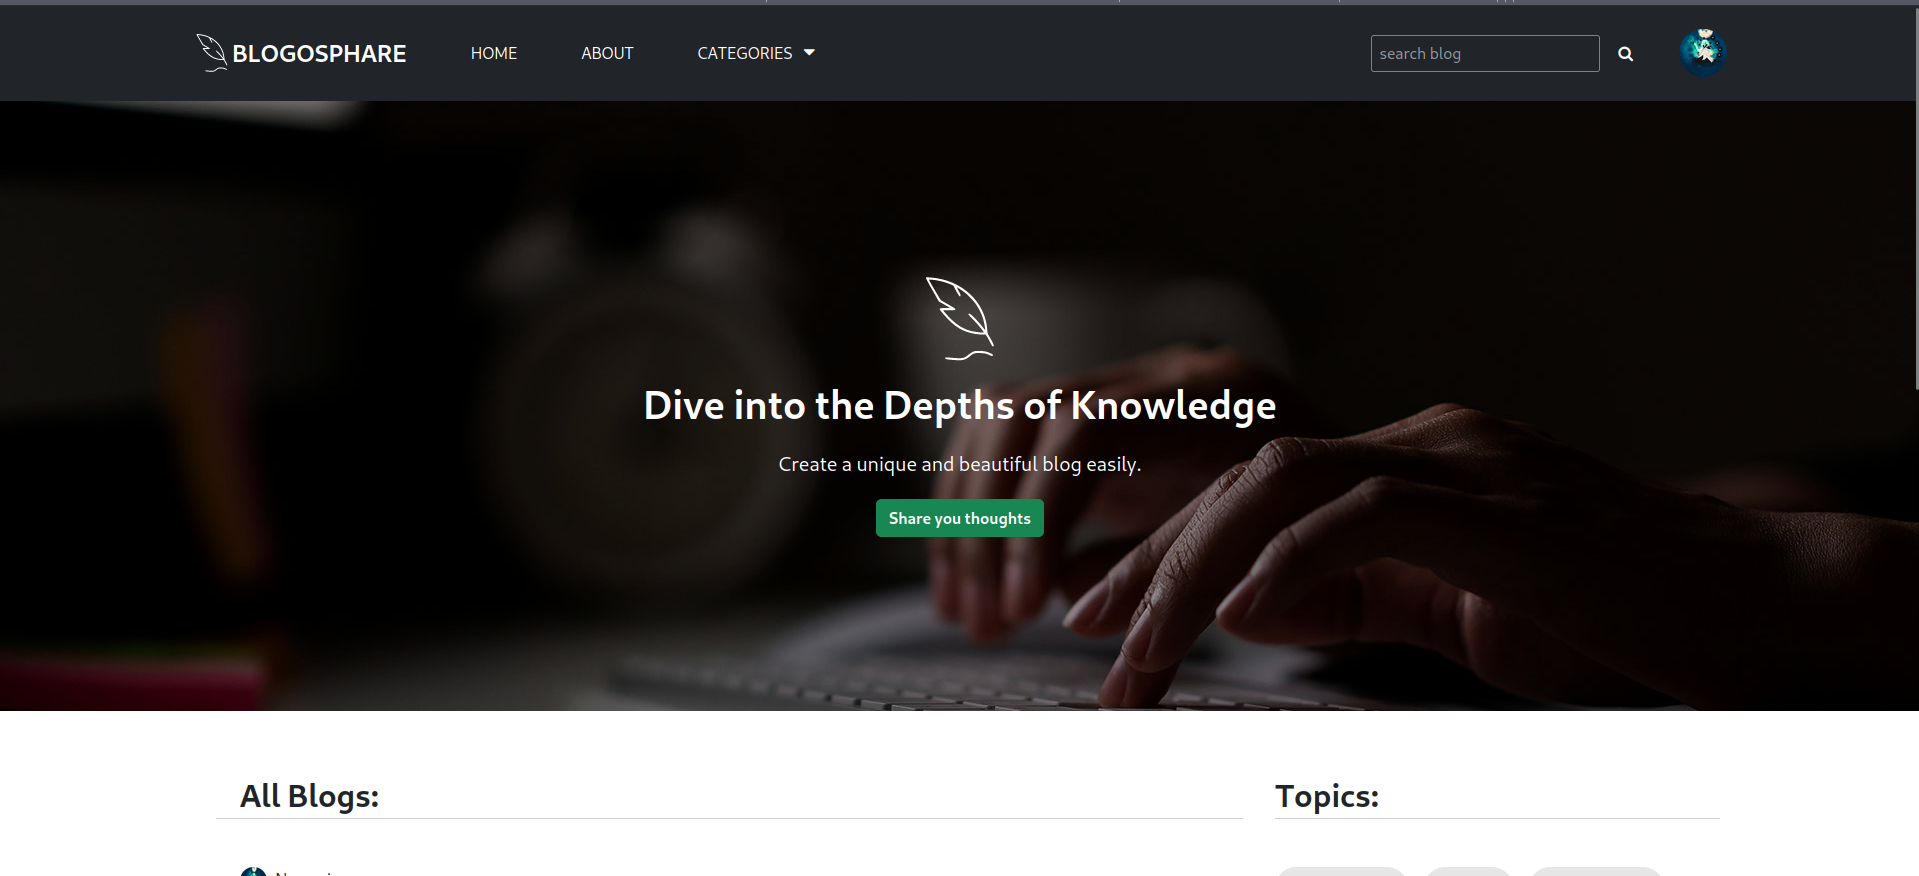 BLOGOSPHARE
HOME
ABOUT
CATEGORIES
search blog
Dive into the Depths of Knowledge
Create a unique and beautiful blog easily.
Share you thoughts
All Blogs:
Topics: